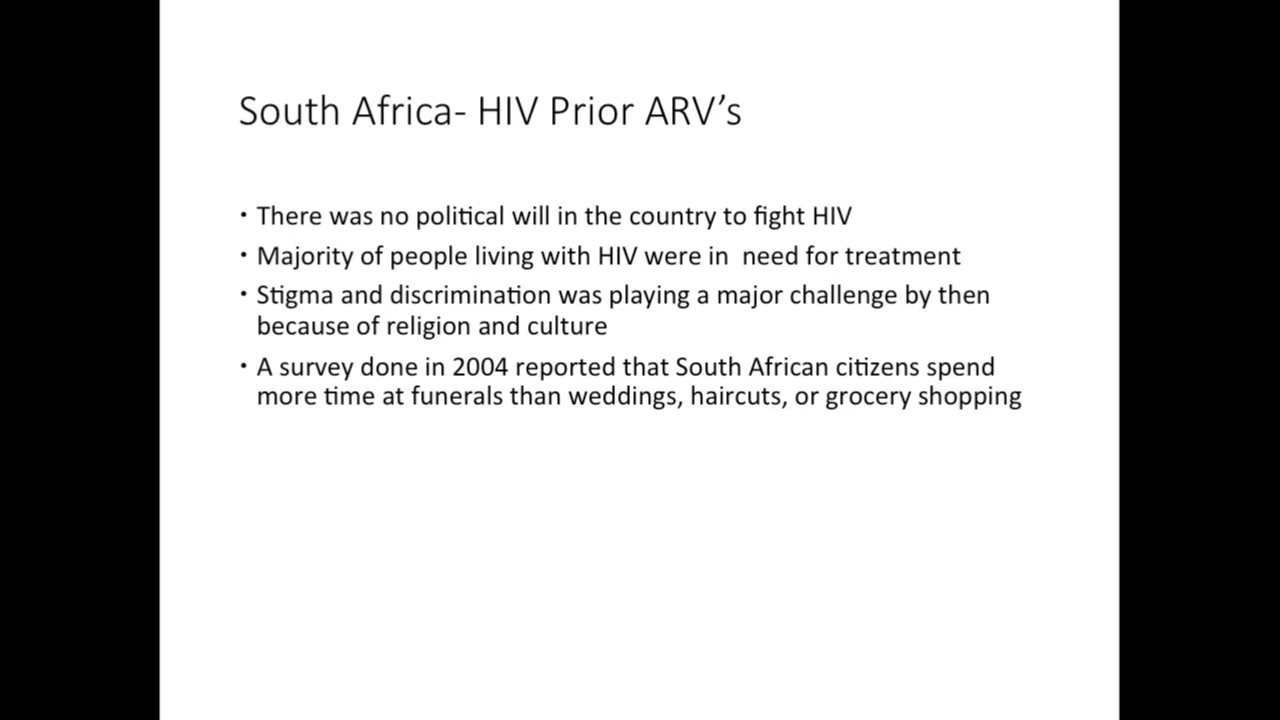 South Africa- HIV Prior ARV’s
• There was no political will in the country to fight HIV
• Majority of people living with HIV were in  need for treatment
• Stigma and discrimination was playing a major challenge by then
because of religion and culture
• A survey done in 2004 reported that South African citizens spend
more time at funerals than weddings, haircuts, or grocery shopping